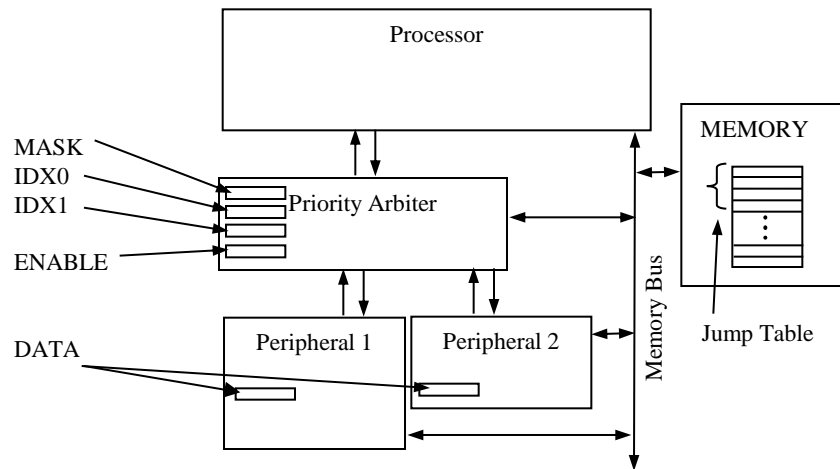 Processor
MEMORY
MASK
IDX0
IDX1
ENABLE
Priority Arbiter
Memory Bus
Jump Table
Peripheral 1
Peripheral 2
DATA